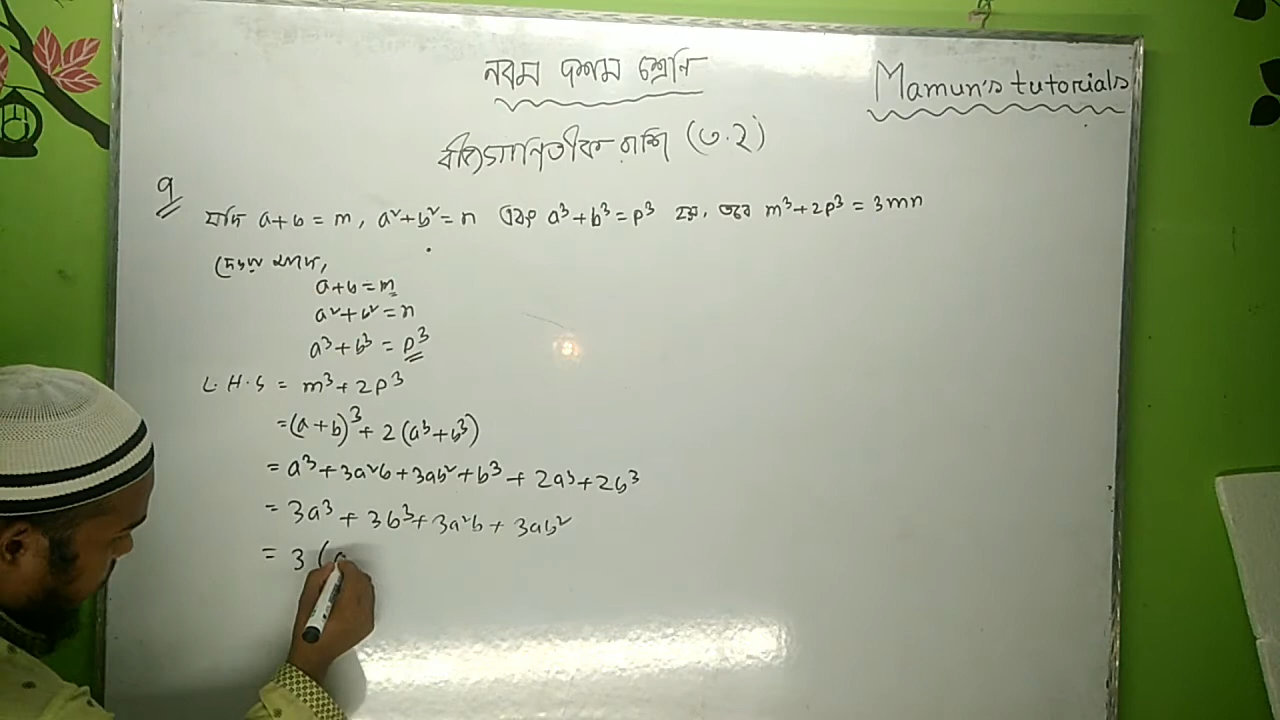 নবম দশম শ্রেনি
Mamun's tutorials
বীজগানিতীক রাশি (৩.২)
9
যদি a+b = m, a²+b² = n এবং a³+b³ = p³ হয়, তবে m³+2p³ = 3mn
দেওয়া আছে,
a+b = m
a²+b² = n
a³+b³ = p³
L.H.S = m³+2p³
=(a+b)³+ 2(a³+b³)
= a³+3a²b+3ab²+b³ + 2a³+2b³
= 3a³ + 3b³+3a²b + 3ab²
= 3 (a